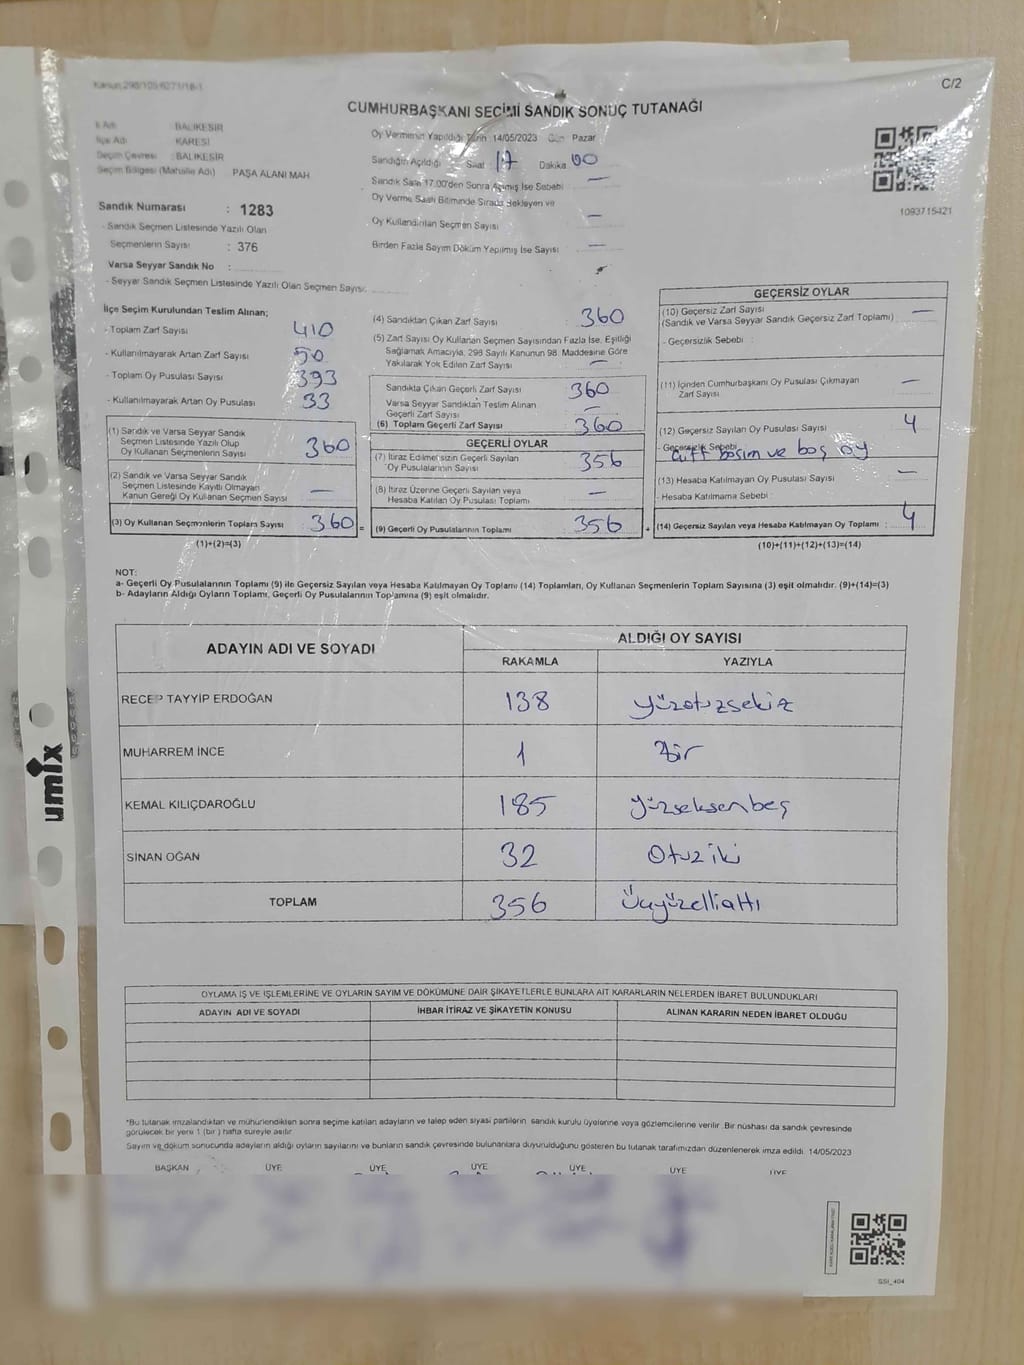 Kanun:298/105-6271/18-1
C/2
CUMHURBAŞKANI SEÇİMİ SANDIK SONUÇ TUTANAĞI
İl Adı BALIKESİR
İlçe Adı KARESİ
Seçim Çevresi : BALIKESİR
Seçim Bölgesi (Mahalle Adı) PAŞA ALANI MAH
Sandık Numarası : 1283
- Sandık Seçmen Listesinde Yazılı Olan
Seçmenlerin Sayısı : 376
Varsa Seyyar Sandık No :
- Seyyar Sandık Seçmen Listesinde Yazılı Olan Seçmen Sayısı:
Oy Vermenin Yapıldığı Tarih 14/05/2023 Gün Pazar
Sandığın Açıldığı Saat : 17 Dakika 00
Sandık Saat 17.00'den Sonra Açılmış İse Sebebi —
Oy Verme Saati Bitiminde Sırada Bekleyen ve
Oy Kullandırılan Seçmen Sayısı —
Birden Fazla Sayım Döküm Yapılmış İse Sayısı —
1093715421
İlçe Seçim Kurulundan Teslim Alınan;
- Toplam Zarf Sayısı 410
- Kullanılmayarak Artan Zarf Sayısı 50
- Toplam Oy Pusulası Sayısı 393
- Kullanılmayarak Artan Oy Pusulası 33
(1) Sandık ve Varsa Seyyar Sandık
Seçmen Listesinde Yazılı Olup
Oy Kullanan Seçmenlerin Sayısı 360
(2) Sandık ve Varsa Seyyar Sandık
Seçmen Listesinde Kayıtlı Olmayan
Kanun Gereği Oy Kullanan Seçmen Sayısı —
(3) Oy Kullanan Seçmenlerin Toplam Sayısı 360 =
(1)+(2)=(3)
(4) Sandıktan Çıkan Zarf Sayısı : 360
(5) Zarf Sayısı Oy Kullanan Seçmen Sayısından Fazla İse, Eşitliği
Sağlamak Amacıyla, 298 Sayılı Kanunun 98. Maddesine Göre
Yakılarak Yok Edilen Zarf Sayısı —
Sandıkta Çıkan Geçerli Zarf Sayısı 360
Varsa Seyyar Sandıktan Teslim Alınan
Geçerli Zarf Sayısı —
(6) Toplam Geçerli Zarf Sayısı 360
GEÇERLİ OYLAR
(7) İtiraz Edilmeksizin Geçerli Sayılan
Oy Pusulalarının Sayısı 356
(8) İtiraz Üzerine Geçerli Sayılan veya
Hesaba Katılan Oy Pusulası Toplamı —
(9) Geçerli Oy Pusulalarının Toplamı 356 +
GEÇERSİZ OYLAR
(10) Geçersiz Zarf Sayısı —
(Sandık ve Varsa Seyyar Sandık Geçersiz Zarf Toplamı) :
- Geçersizlik Sebebi :
(11) İçinden Cumhurbaşkanı Oy Pusulası Çıkmayan
Zarf Sayısı —
(12) Geçersiz Sayılan Oy Pusulası Sayısı 4
- Geçersizlik Sebebi çift basım ve boş oy
(13) Hesaba Katılmayan Oy Pusulası Sayısı —
- Hesaba Katılmama Sebebi
(14) Geçersiz Sayılan veya Hesaba Katılmayan Oy Toplamı : 4
(10)+(11)+(12)+(13)=(14)
NOT:
a- Geçerli Oy Pusulalarının Toplamı (9) ile Geçersiz Sayılan veya Hesaba Katılmayan Oy Toplamı (14) Toplamları, Oy Kullanan Seçmenlerin Toplam Sayısına (3) eşit olmalıdır. (9)+(14)=(3)
b- Adayların Aldığı Oyların Toplamı, Geçerli Oy Pusulalarının Toplamına (9) eşit olmalıdır.
ADAYIN ADI VE SOYADI
ALDIĞI OY SAYISI
RAKAMLA YAZIYLA
RECEP TAYYİP ERDOĞAN 138 yüzotuzsekiz
MUHARREM İNCE 1 Bir
KEMAL KILIÇDAROĞLU 185 yüzseksenbeş
SİNAN OĞAN 32 Otuziki
TOPLAM 356 Üçyüzellialtı
OYLAMA İŞ VE İŞLEMLERİNE VE OYLARIN SAYIM VE DÖKÜMÜNE DAİR ŞİKAYETLERLE BUNLARA AİT KARARLARIN NELERDEN İBARET BULUNDUKLARI
ADAYIN ADI VE SOYADI İHBAR İTİRAZ VE ŞİKAYETİN KONUSU ALINAN KARARIN NEDEN İBARET OLDUĞU
*Bu tutanak imzalandıktan ve mühürlendikten sonra seçime katılan adayların ve talep eden siyasi partilerin sandık kurulu üyelerine veya gözlemcilerine verilir. Bir nüshası da sandık çevresinde
görülecek bir yere 1 (bir) hafta süreyle asılır.
Sayım ve döküm sonucunda adayların aldığı oyların sayılarını ve bunların sandık çevresinde bulunanlara duyurulduğunu gösteren bu tutanak tarafımızdan düzenlenerek imza edildi. 14/05/2023
BAŞKAN ÜYE ÜYE ÜYE ÜYE ÜYE ÜYE
SSI_404
umix